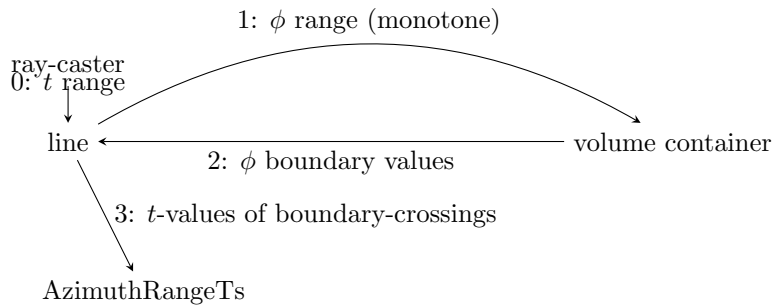 1: ϕ range (monotone)
ray-caster
0: t range
line
volume container
2: ϕ boundary values
3: t-values of boundary-crossings
AzimuthRangeTs